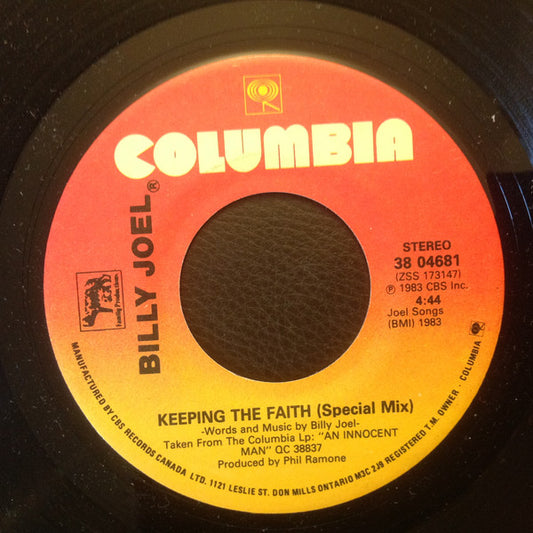 COLUMBIA
®
BILLY JOEL
Family Productions
STEREO
38 04681
(ZSS 173147)
Ⓟ 1983 CBS Inc.
4:44
Joel Songs
(BMI) 1983
KEEPING THE FAITH (Special Mix)
-Words and Music by Billy Joel-
Taken From The Columbia Lp: "AN INNOCENT
MAN" QC 38837
Produced by Phil Ramone
MANUFACTURED BY CBS RECORDS CANADA LTD. 1121 LESLIE ST. DON MILLS ONTARIO M3C 2J9 REGISTERED T.M. OWNER · COLUMBIA